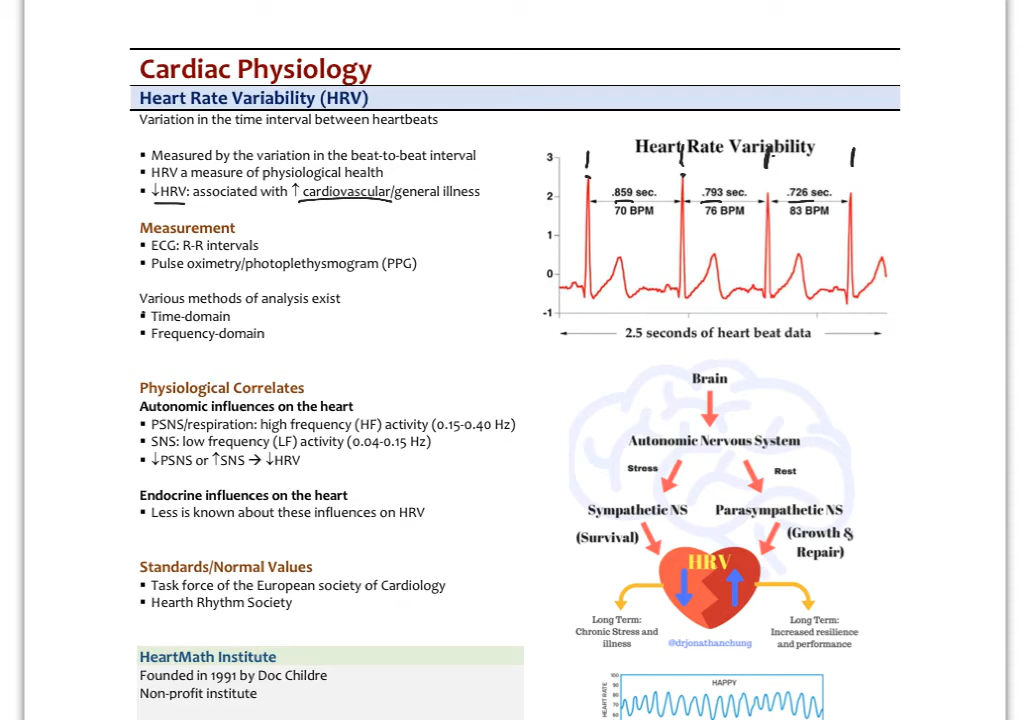 Cardiac Physiology
Heart Rate Variability (HRV)
Variation in the time interval between heartbeats
▪ Measured by the variation in the beat-to-beat interval
▪ HRV a measure of physiological health
▪ ↓HRV: associated with ↑ cardiovascular/general illness
Measurement
▪ ECG: R-R intervals
▪ Pulse oximetry/photoplethysmogram (PPG)
Various methods of analysis exist
▪ Time-domain
▪ Frequency-domain
Physiological Correlates
Autonomic influences on the heart
▪ PSNS/respiration: high frequency (HF) activity (0.15-0.40 Hz)
▪ SNS: low frequency (LF) activity (0.04-0.15 Hz)
▪ ↓PSNS or ↑SNS → ↓HRV
Endocrine influences on the heart
▪ Less is known about these influences on HRV
Standards/Normal Values
▪ Task force of the European society of Cardiology
▪ Hearth Rhythm Society
HeartMath Institute
Founded in 1991 by Doc Childre
Non-profit institute
Heart Rate Variability
3
2
1
0
-1
.859 sec. .793 sec. .726 sec.
70 BPM 76 BPM 83 BPM
2.5 seconds of heart beat data
Brain
Autonomic Nervous System
Stress Rest
Sympathetic NS Parasympathetic NS
(Survival) (Growth &
Repair)
HRV
Long Term: Long Term:
Chronic Stress and Increased resilience
illness @drjonathanchung and performance
HAPPY
HEART RATE
100
90
80
70
60